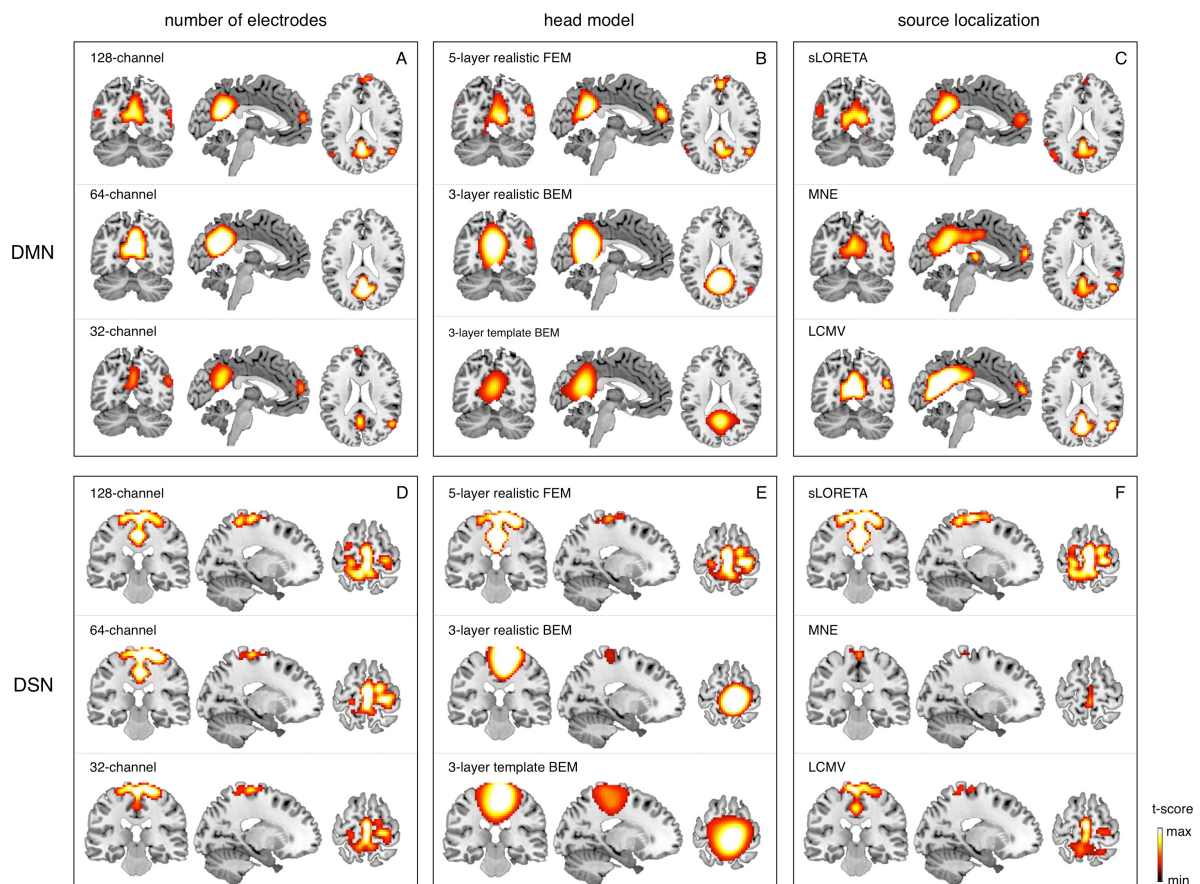 number of electrodes
head model
source localization
DMN
128-channel
A
64-channel
32-channel
5-layer realistic FEM
B
3-layer realistic BEM
3-layer template BEM
sLORETA
C
MNE
LCMV
DSN
128-channel
D
64-channel
32-channel
5-layer realistic FEM
E
3-layer realistic BEM
3-layer template BEM
sLORETA
F
MNE
LCMV
t-score
max
min